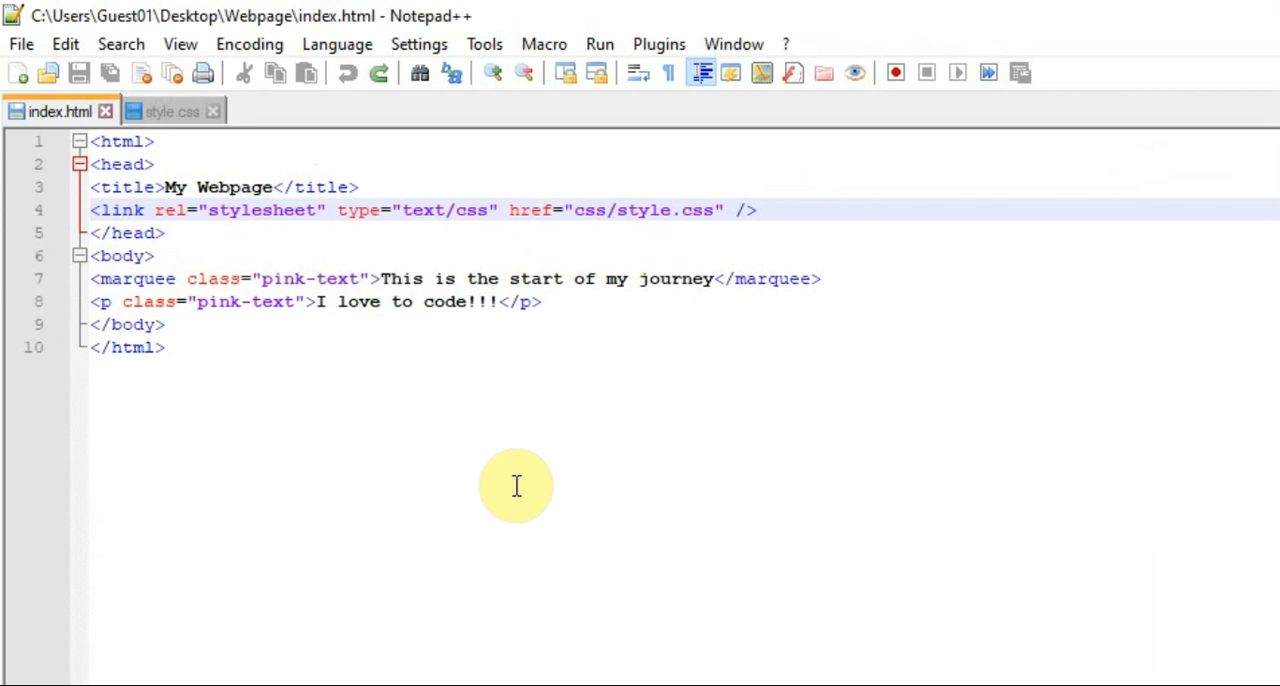 C:\Users\Guest01\Desktop\Webpage\index.html - Notepad++
File Edit Search View Encoding Language Settings Tools Macro Run Plugins Window ?
index.html style.css
1 <html>
2 <head>
3 <title>My Webpage</title>
4 <link rel="stylesheet" type="text/css" href="css/style.css" />
5 </head>
6 <body>
7 <marquee class="pink-text">This is the start of my journey</marquee>
8 <p class="pink-text">I love to code!!!</p>
9 </body>
10 </html>